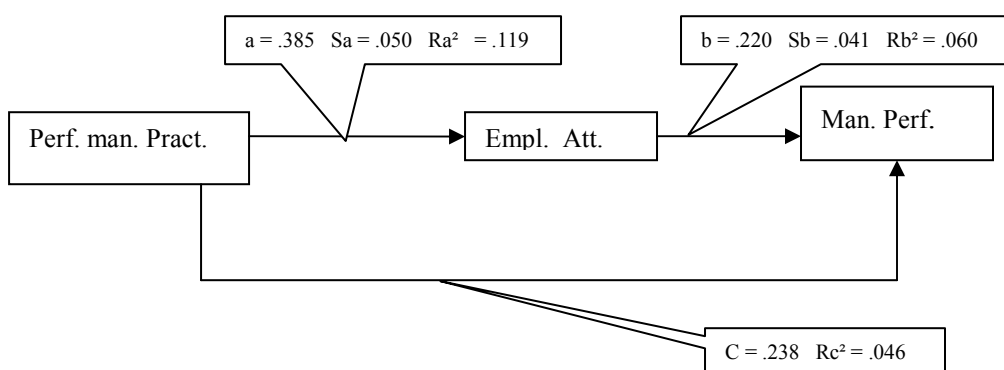 a = .385 Sa = .050 Ra² = .119
b = .220 Sb = .041 Rb² = .060
Perf. man. Pract.
Empl. Att.
Man. Perf.
C = .238 Rc² = .046